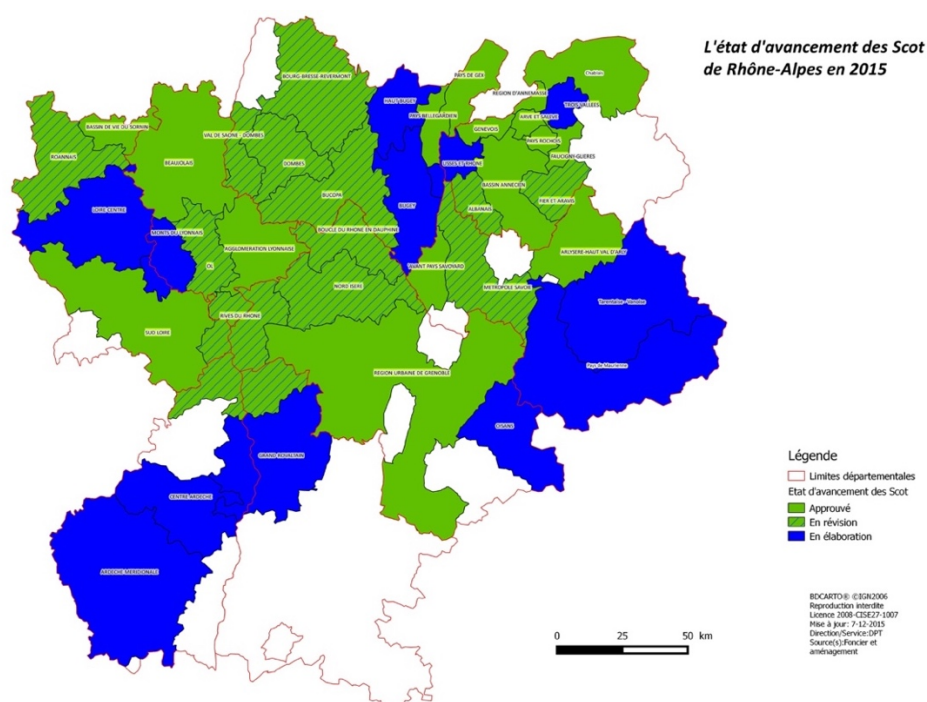 L'état d'avancement des Scot
de Rhône-Alpes en 2015
BOURG-BRESSE-REVERMONT
PAYS DE GEX
Chablais
HAUT BUGEY
REGION D'ANNEMASSE
TROIS VALLEES
PAYS BELLEGARDIEN
ARVE ET SALEVE
BASSIN DE VIE DU SORNIN
GENEVOIS
VAL DE SAONE - DOMBES
PAYS ROCHOIS
ROANNAIS
BEAUJOLAIS
DOMBES
USSES ET RHONE
FAUCIGNY-GLIERES
BASSIN ANNECIEN
BUCOPA
FIER ET ARAVIS
BUGEY
ALBANAIS
LOIRE CENTRE
BOUCLE DU RHONE EN DAUPHINE
MONTS DU LYONNAIS
AGGLOMERATION LYONNAISE
ARLYSERE-HAUT VAL D'ARLY
OL
AVANT PAYS SAVOYARD
NORD ISERE
METROPOLE SAVOIE
Tarentaise - Vanoise
RIVES DU RHONE
SUD LOIRE
Pays de Maurienne
REGION URBAINE DE GRENOBLE
OISANS
GRAND ROVALTAIN
CENTRE ARDECHE
ARDECHE MERIDIONALE
Légende
Limites départementales
Etat d'avancement des Scot
Approuvé
En révision
En élaboration
BDCARTO® ©IGN2006
Reproduction interdite
Licence 2008-CISE27-1007
Mise à jour: 7-12-2015
Direction/Service:DPT
Source(s):Foncier et
aménagement
0 25 50 km